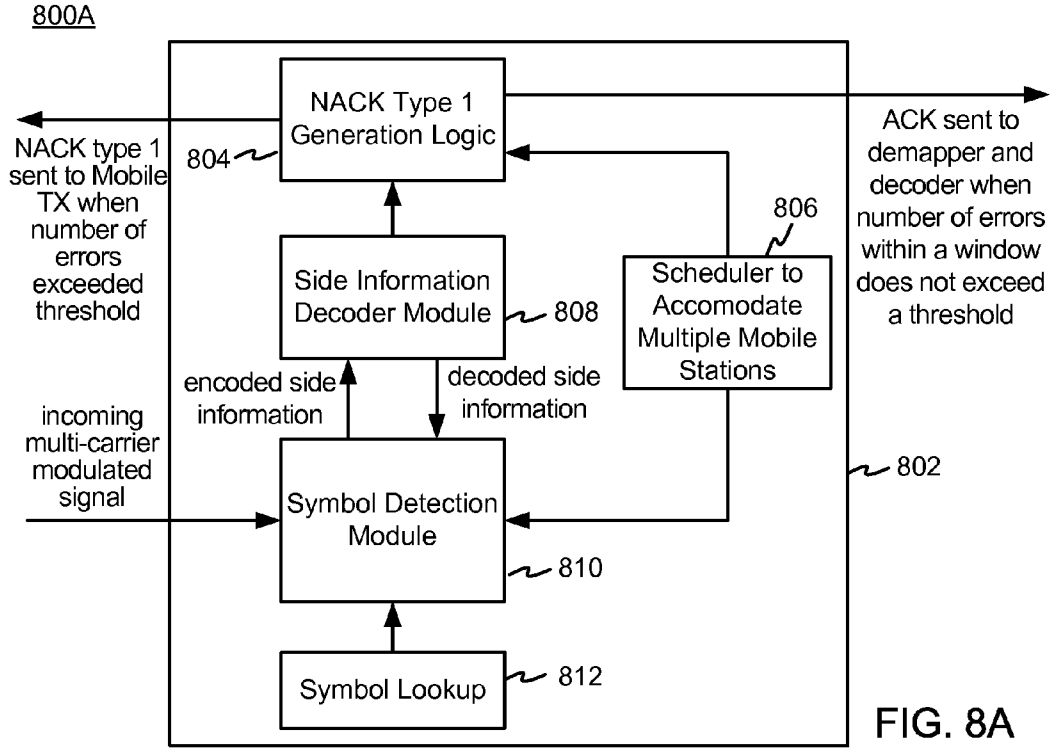 800A
NACK Type 1
Generation Logic
804
NACK type 1
sent to Mobile
TX when
number of
errors
exceeded
threshold
ACK sent to
demapper and
decoder when
number of errors
within a window
does not exceed
a threshold
806
Scheduler to
Accomodate
Multiple Mobile
Stations
Side Information
Decoder Module
808
encoded side
information
decoded side
information
incoming
multi-carrier
modulated
signal
Symbol Detection
Module
810
802
Symbol Lookup
812
FIG. 8A